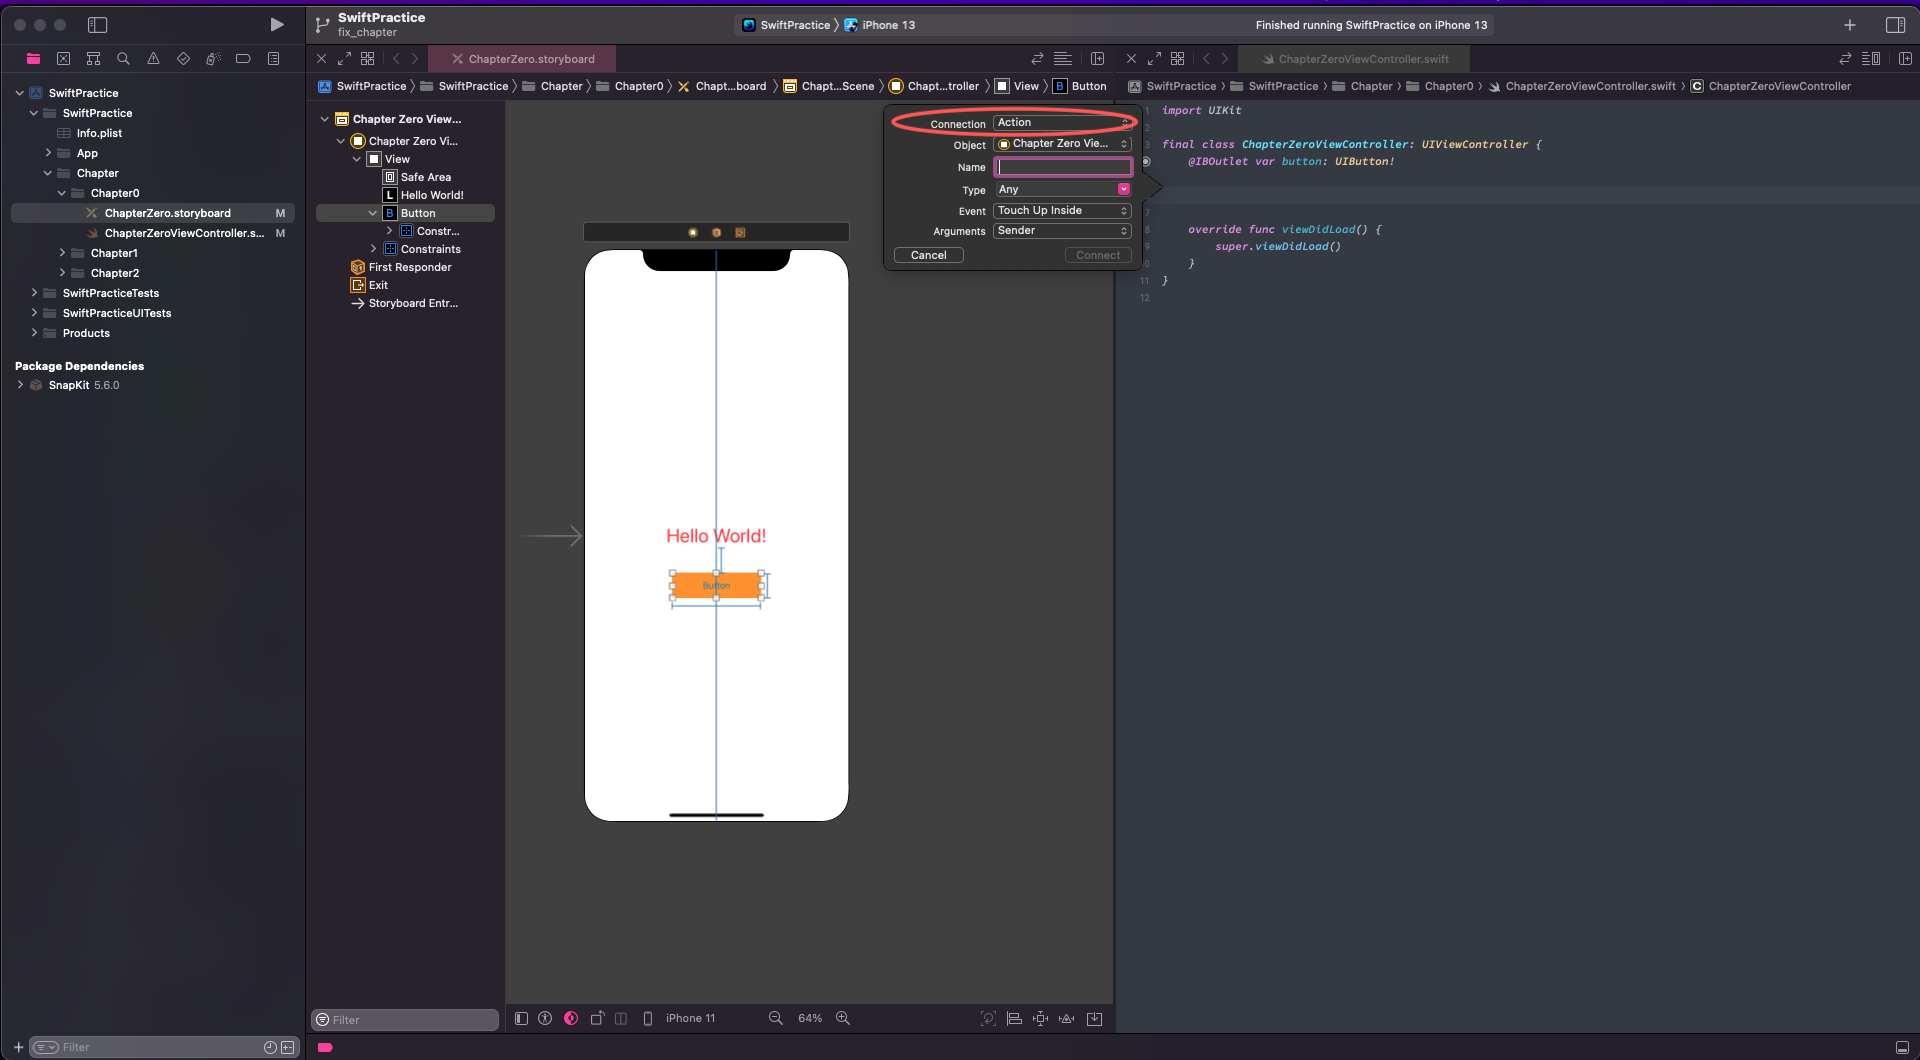 SwiftPractice
fix_chapter
SwiftPractice
iPhone 13
Finished running SwiftPractice on iPhone 13
ChapterZero.storyboard
ChapterZeroViewController.swift
SwiftPractice
SwiftPractice
Chapter
Chapter0
Chapt...board
Chapt...Scene
Chapt...troller
View
B Button
SwiftPractice
SwiftPractice
Chapter
Chapter0
ChapterZeroViewController.swift
C ChapterZeroViewController
SwiftPractice
SwiftPractice
Info.plist
App
Chapter
Chapter0
ChapterZero.storyboard M
ChapterZeroViewController.s... M
Chapter1
Chapter2
SwiftPracticeTests
SwiftPracticeUITests
Products
Package Dependencies
SnapKit 5.6.0
Filter
Chapter Zero View...
Chapter Zero Vi...
View
Safe Area
L Hello World!
B Button
Constr...
Constraints
First Responder
Exit
Storyboard Entr...
Filter
Connection Action
Object Chapter Zero Vie...
Name
Type Any
Event Touch Up Inside
Arguments Sender
Cancel
Connect
Hello World!
Button
iPhone 11
64%
1 import UIKit
2
3 final class ChapterZeroViewController: UIViewController {
@IBOutlet var button: UIButton!
7
8 override func viewDidLoad() {
9 super.viewDidLoad()
10 }
11 }
12